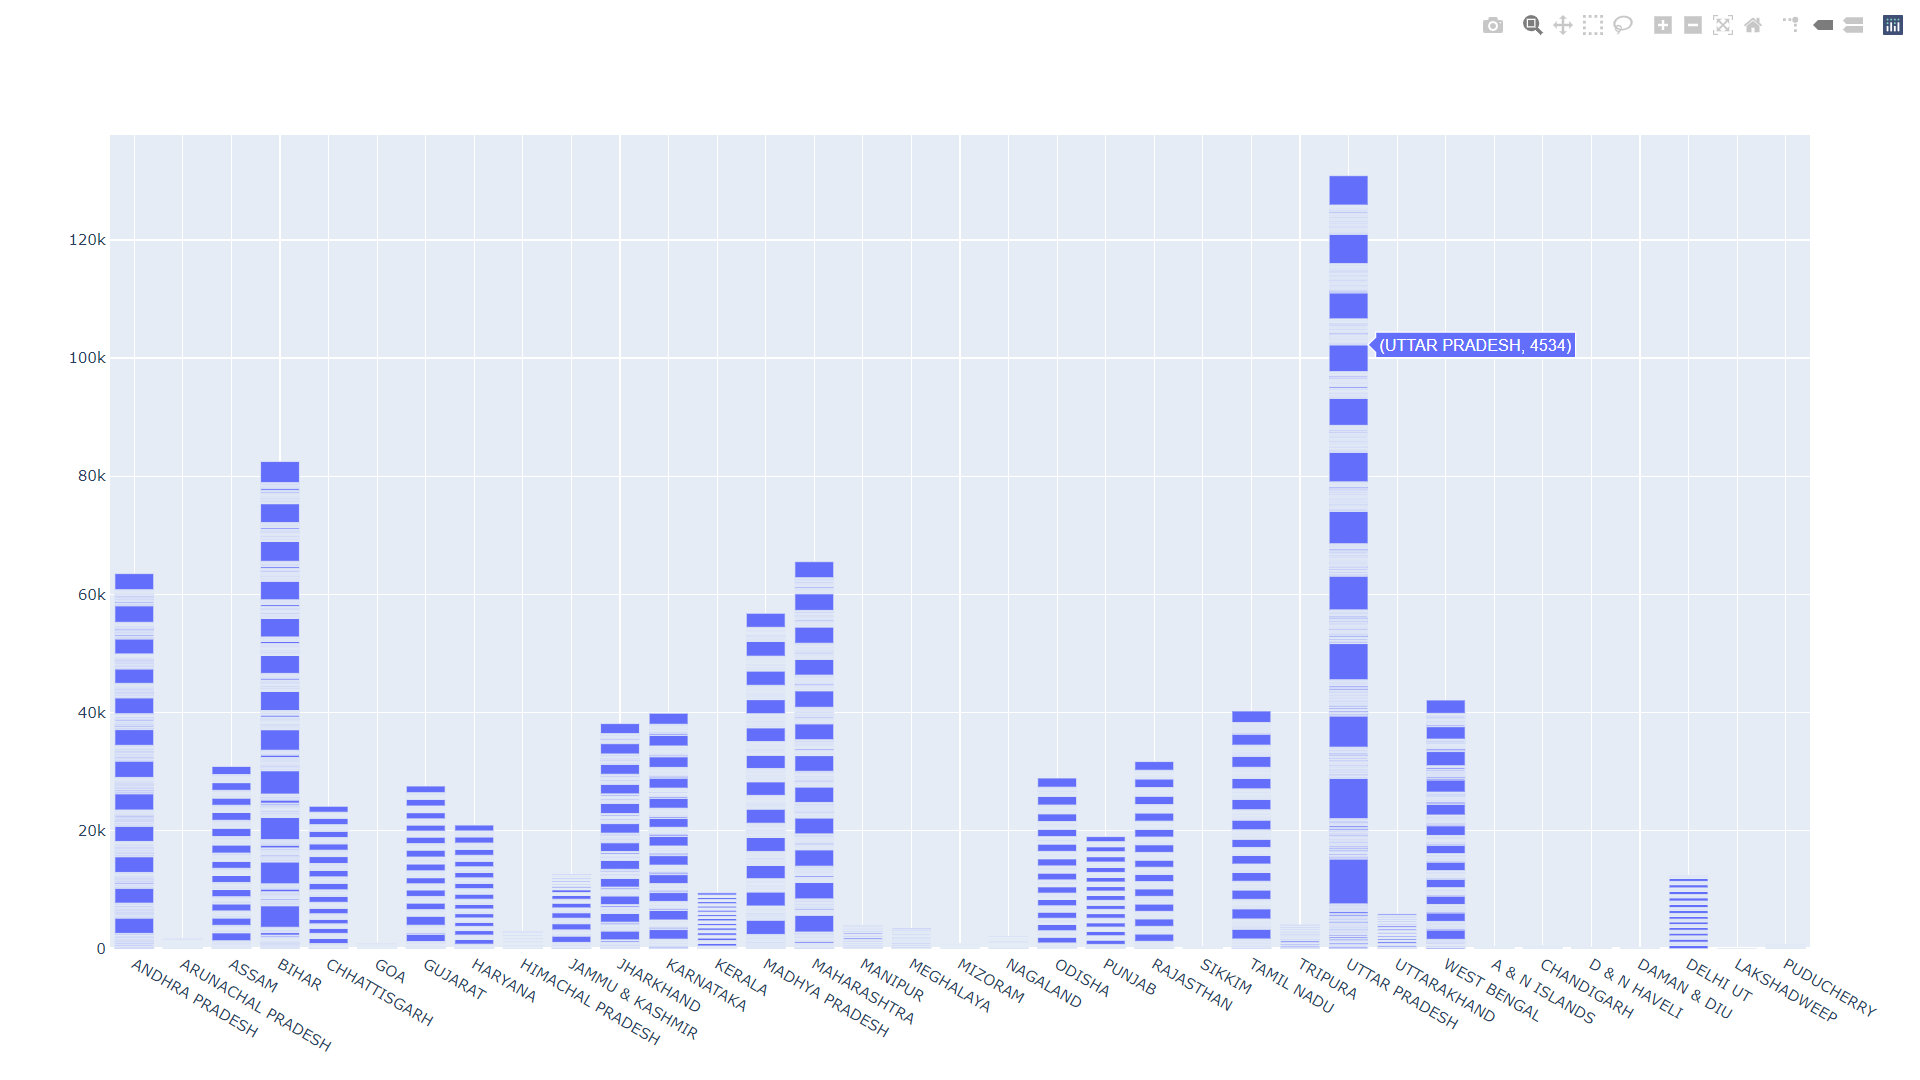 120k
(UTTAR PRADESH, 4534)
100k
80k
60k
40k
20k
0
ANDHRA PRADESH
ARUNACHAL PRADESH
ASSAM
BIHAR
CHHATTISGARH
GOA
GUJARAT
HARYANA
HIMACHAL PRADESH
JAMMU & KASHMIR
JHARKHAND
KARNATAKA
KERALA
MADHYA PRADESH
MAHARASHTRA
MANIPUR
MEGHALAYA
MIZORAM
NAGALAND
ODISHA
PUNJAB
RAJASTHAN
SIKKIM
TAMIL NADU
TRIPURA
UTTAR PRADESH
UTTARAKHAND
WEST BENGAL
A & N ISLANDS
CHANDIGARH
D & N HAVELI
DAMAN & DIU
DELHI UT
LAKSHADWEEP
PUDUCHERRY